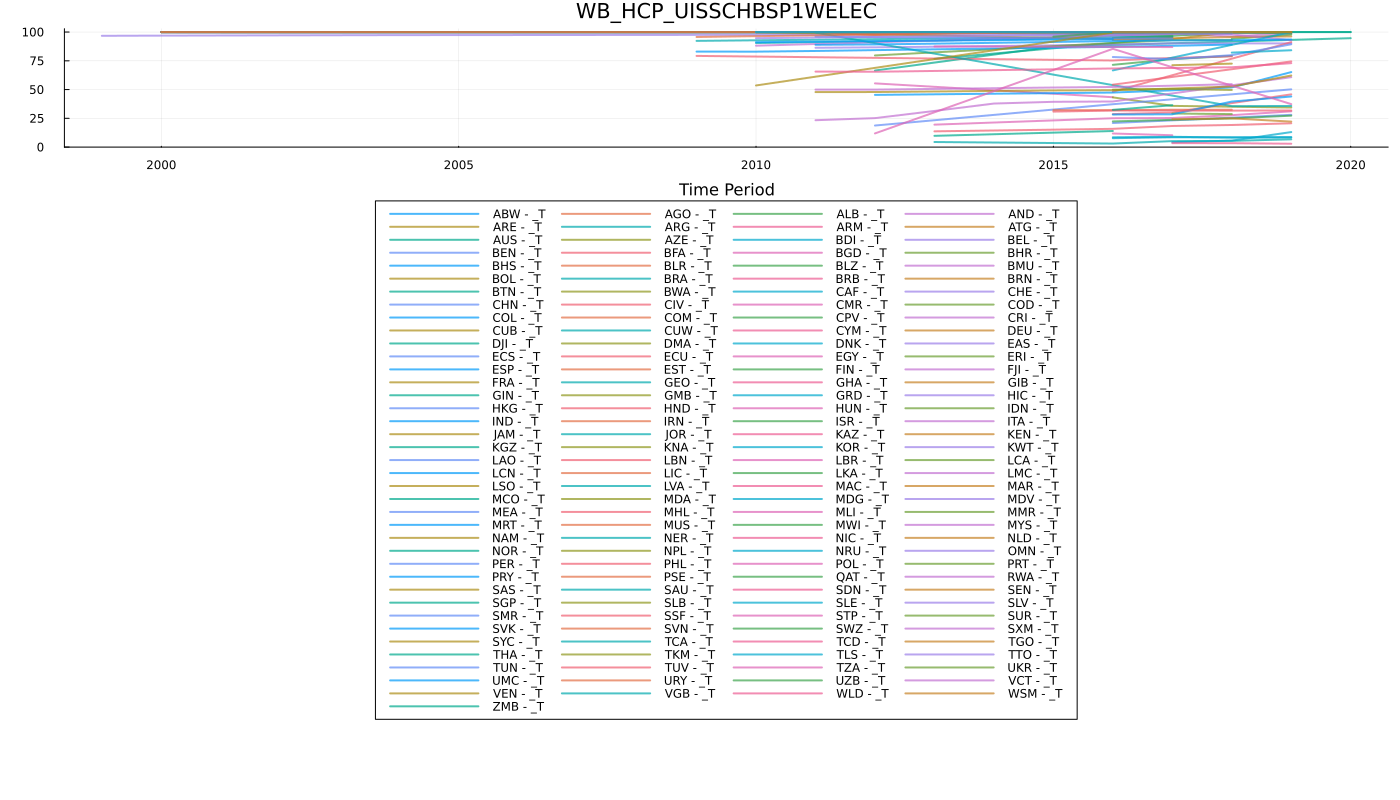 WB_HCP_UISSCHBSP1WELEC
100
75
50
25
0
2000 2005 2010 2015 2020
Time Period
ABW - _T AGO - _T ALB - _T AND - _T
ARE - _T ARG - _T ARM - _T ATG - _T
AUS - _T AZE - _T BDI - _T BEL - _T
BEN - _T BFA - _T BGD - _T BHR - _T
BHS - _T BLR - _T BLZ - _T BMU - _T
BOL - _T BRA - _T BRB - _T BRN - _T
BTN - _T BWA - _T CAF - _T CHE - _T
CHN - _T CIV - _T CMR - _T COD - _T
COL - _T COM - _T CPV - _T CRI - _T
CUB - _T CUW - _T CYM - _T DEU - _T
DJI - _T DMA - _T DNK - _T EAS - _T
ECS - _T ECU - _T EGY - _T ERI - _T
ESP - _T EST - _T FIN - _T FJI - _T
FRA - _T GEO - _T GHA - _T GIB - _T
GIN - _T GMB - _T GRD - _T HIC - _T
HKG - _T HND - _T HUN - _T IDN - _T
IND - _T IRN - _T ISR - _T ITA - _T
JAM - _T JOR - _T KAZ - _T KEN - _T
KGZ - _T KNA - _T KOR - _T KWT - _T
LAO - _T LBN - _T LBR - _T LCA - _T
LCN - _T LIC - _T LKA - _T LMC - _T
LSO - _T LVA - _T MAC - _T MAR - _T
MCO - _T MDA - _T MDG - _T MDV - _T
MEA - _T MHL - _T MLI - _T MMR - _T
MRT - _T MUS - _T MWI - _T MYS - _T
NAM - _T NER - _T NIC - _T NLD - _T
NOR - _T NPL - _T NRU - _T OMN - _T
PER - _T PHL - _T POL - _T PRT - _T
PRY - _T PSE - _T QAT - _T RWA - _T
SAS - _T SAU - _T SDN - _T SEN - _T
SGP - _T SLB - _T SLE - _T SLV - _T
SMR - _T SSF - _T STP - _T SUR - _T
SVK - _T SVN - _T SWZ - _T SXM - _T
SYC - _T TCA - _T TCD - _T TGO - _T
THA - _T TKM - _T TLS - _T TTO - _T
TUN - _T TUV - _T TZA - _T UKR - _T
UMC - _T URY - _T UZB - _T VCT - _T
VEN - _T VGB - _T WLD - _T WSM - _T
ZMB - _T